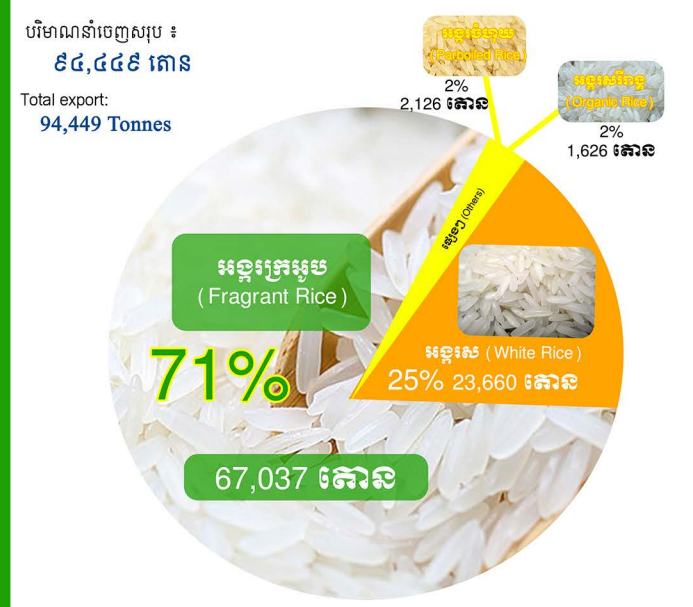 បរិមាណនាំចេញសរុប ៖
៩៤,៤៤៩ តោន
Total export:
94,449 Tonnes
អង្ករចំហុយ
(Parboiled Rice)
2%
2,126 តោន
អង្ករសរីរាង្គ
(Organic Rice)
2%
1,626 តោន
ផ្សេងៗ (Others)
អង្ករក្រអូប
(Fragrant Rice)
71%
67,037 តោន
អង្ករស (White Rice)
25% 23,660 តោន